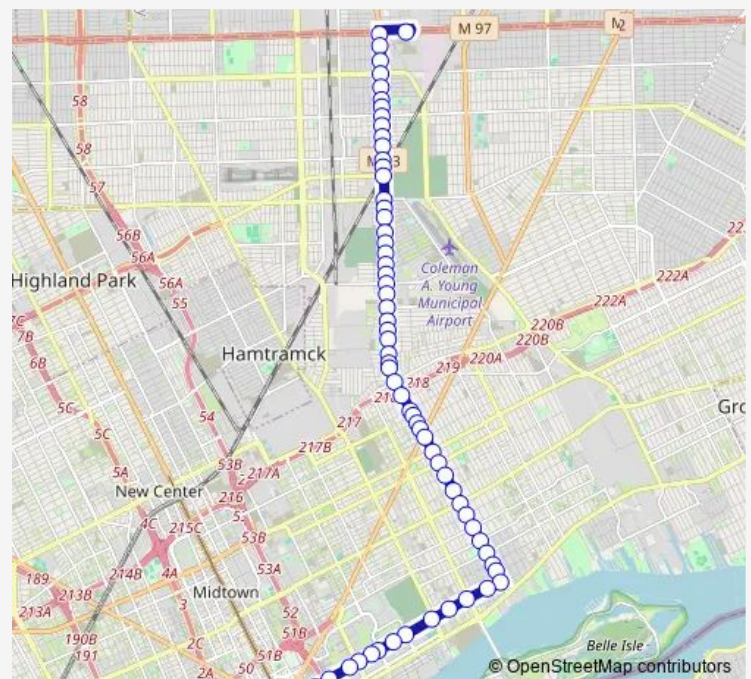 M 97
M2
58
58
57
M 3
56B
56A
Highland Park
56A
55
Coleman
A. Young
Municipal
Airport
222A
222A
7C
7B
6B
220B
220B
Hamtramck
220A
219
218
5C
54
217
5C
217B
5A
53B
217A
New Center
216
4C
215C
53B
189
214B
4A
53A
213B
Midtown
213A
3
52
190B
2C
51B
191
50
51B
2A
Belle Isle
© OpenStreetMap contributors